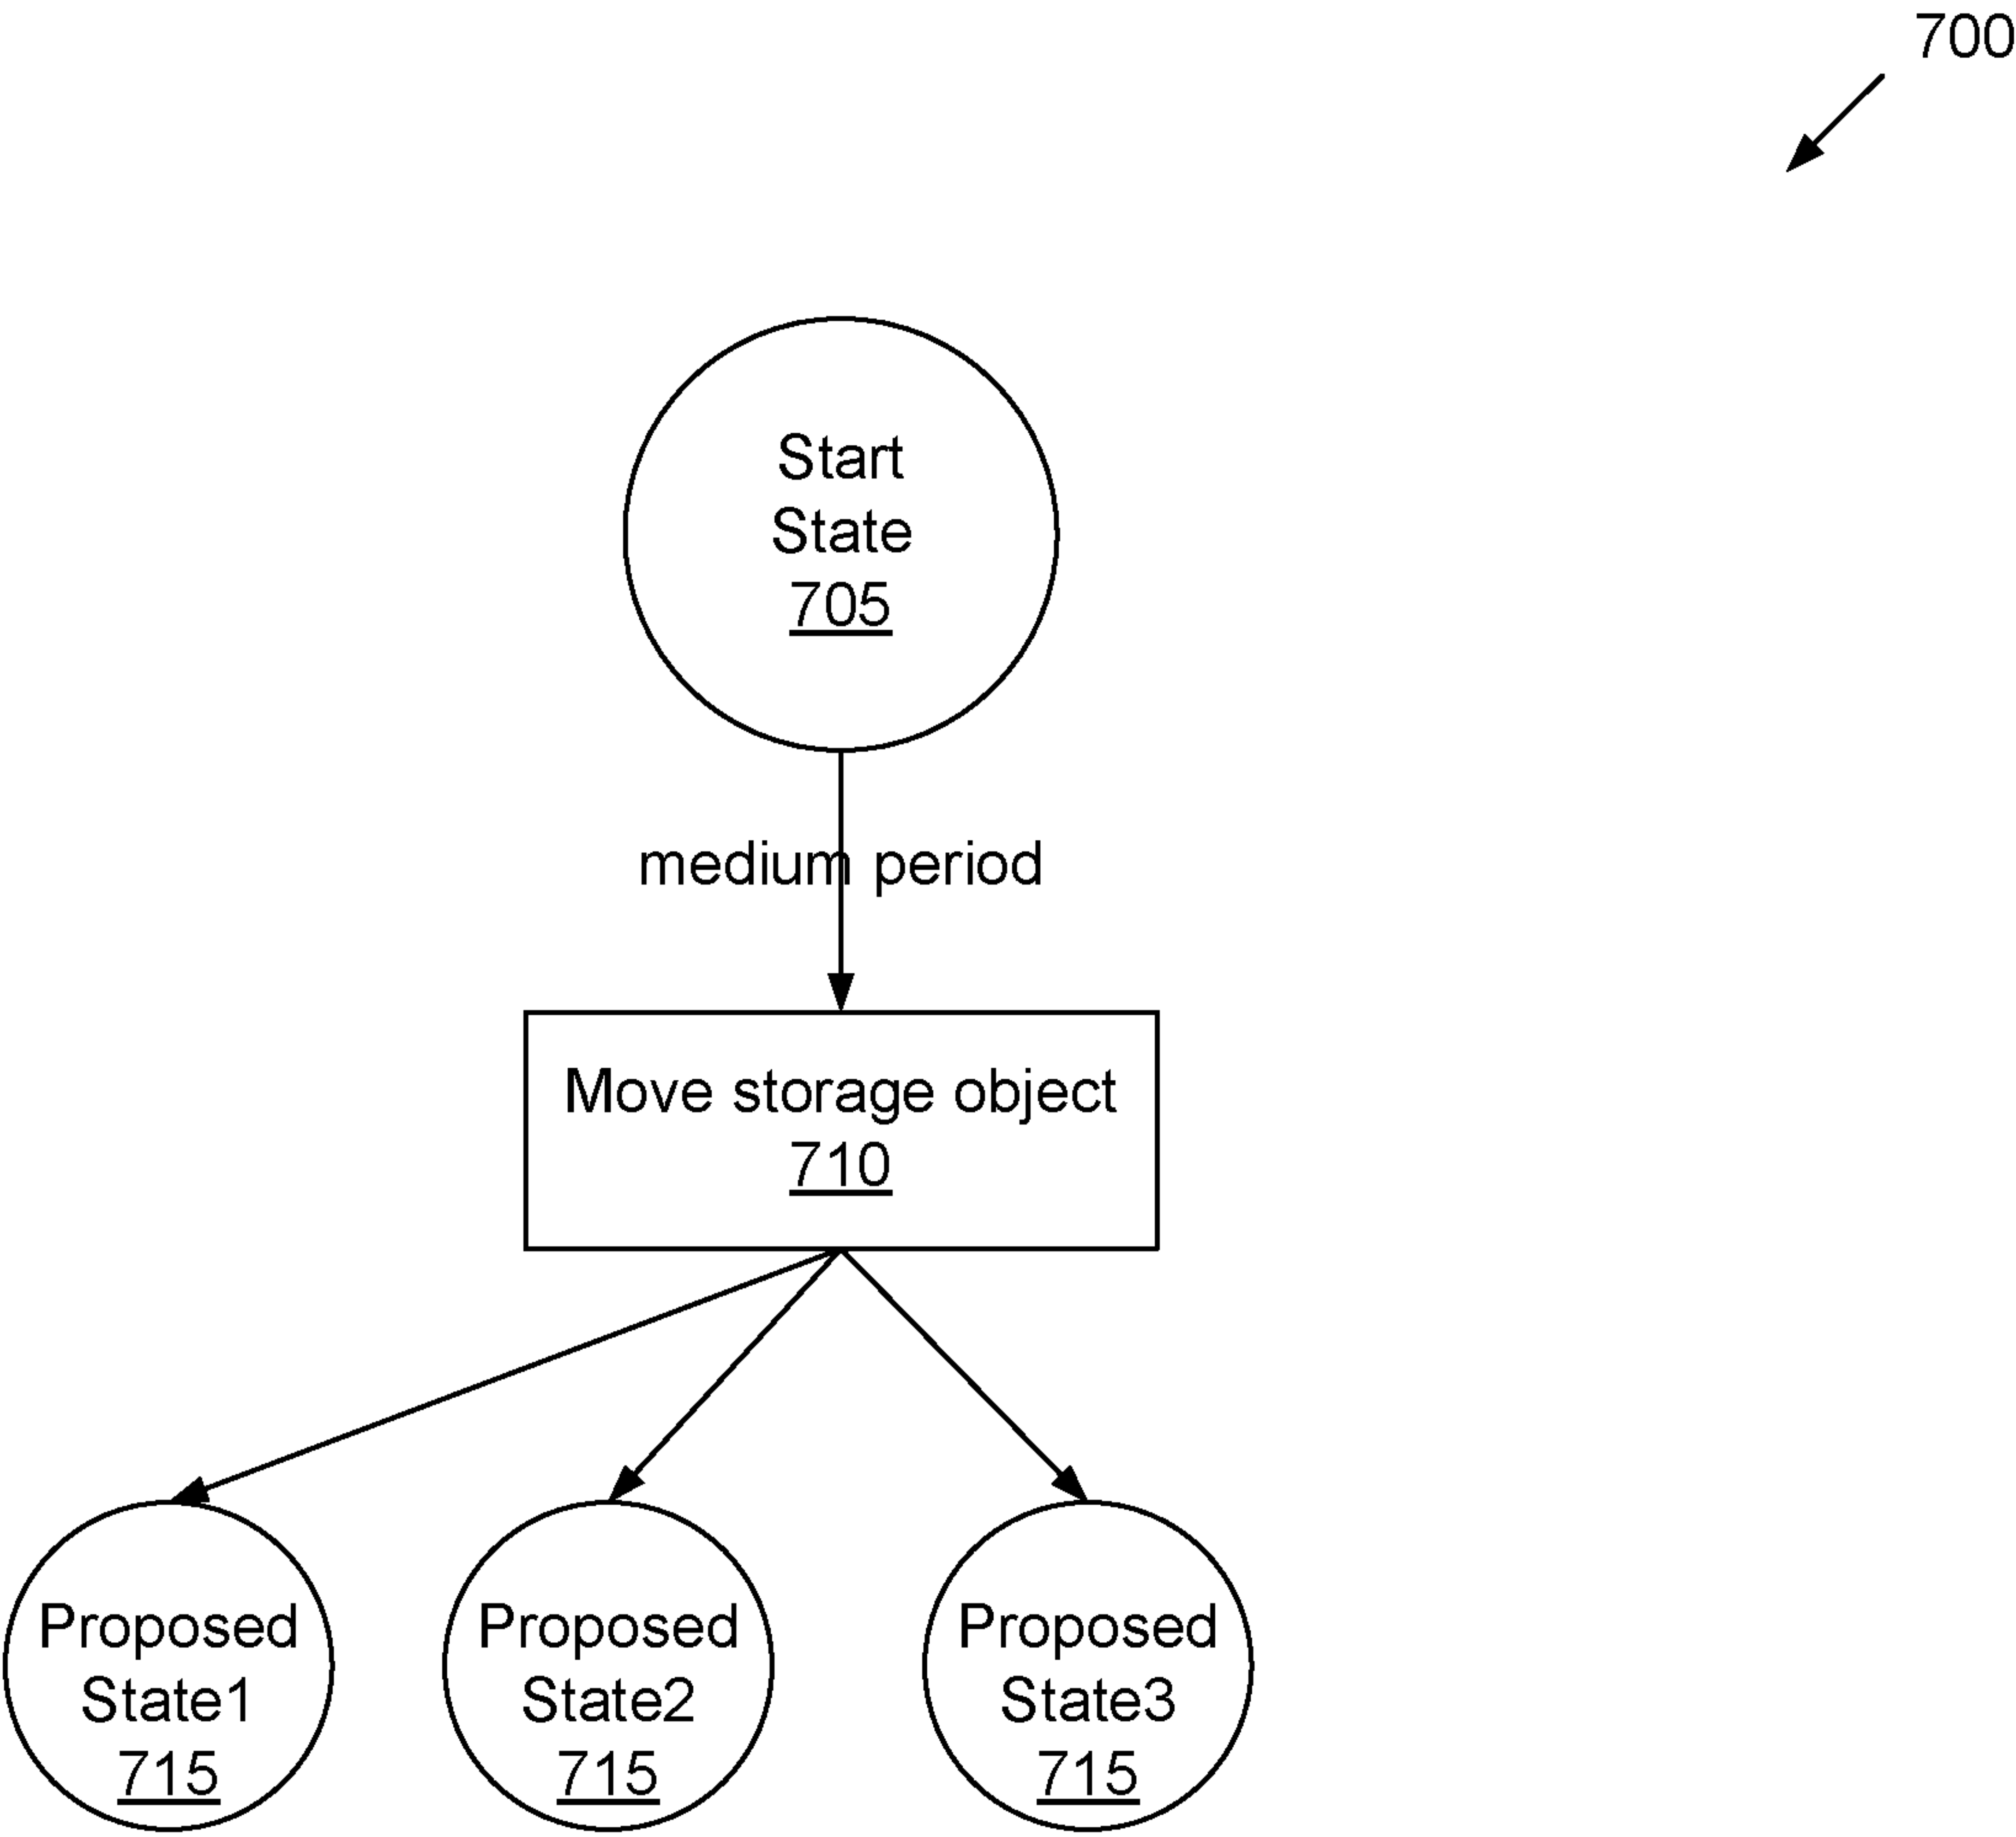 700
Start
State
705
medium period
Move storage object
710
Proposed
State1
715
Proposed
State2
715
Proposed
State3
715